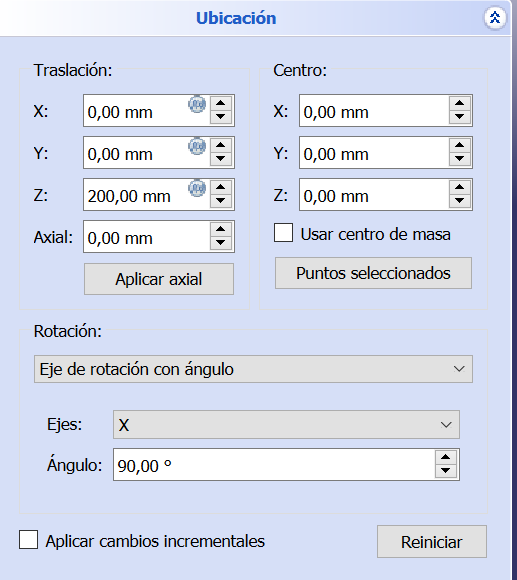 Ubicación
Traslación:
X: 0,00 mm
Y: 0,00 mm
Z: 200,00 mm
Axial: 0,00 mm
Aplicar axial
Centro:
X: 0,00 mm
Y: 0,00 mm
Z: 0,00 mm
Usar centro de masa
Puntos seleccionados
Rotación:
Eje de rotación con ángulo
Ejes: X
Ángulo: 90,00 º
Aplicar cambios incrementales
Reiniciar